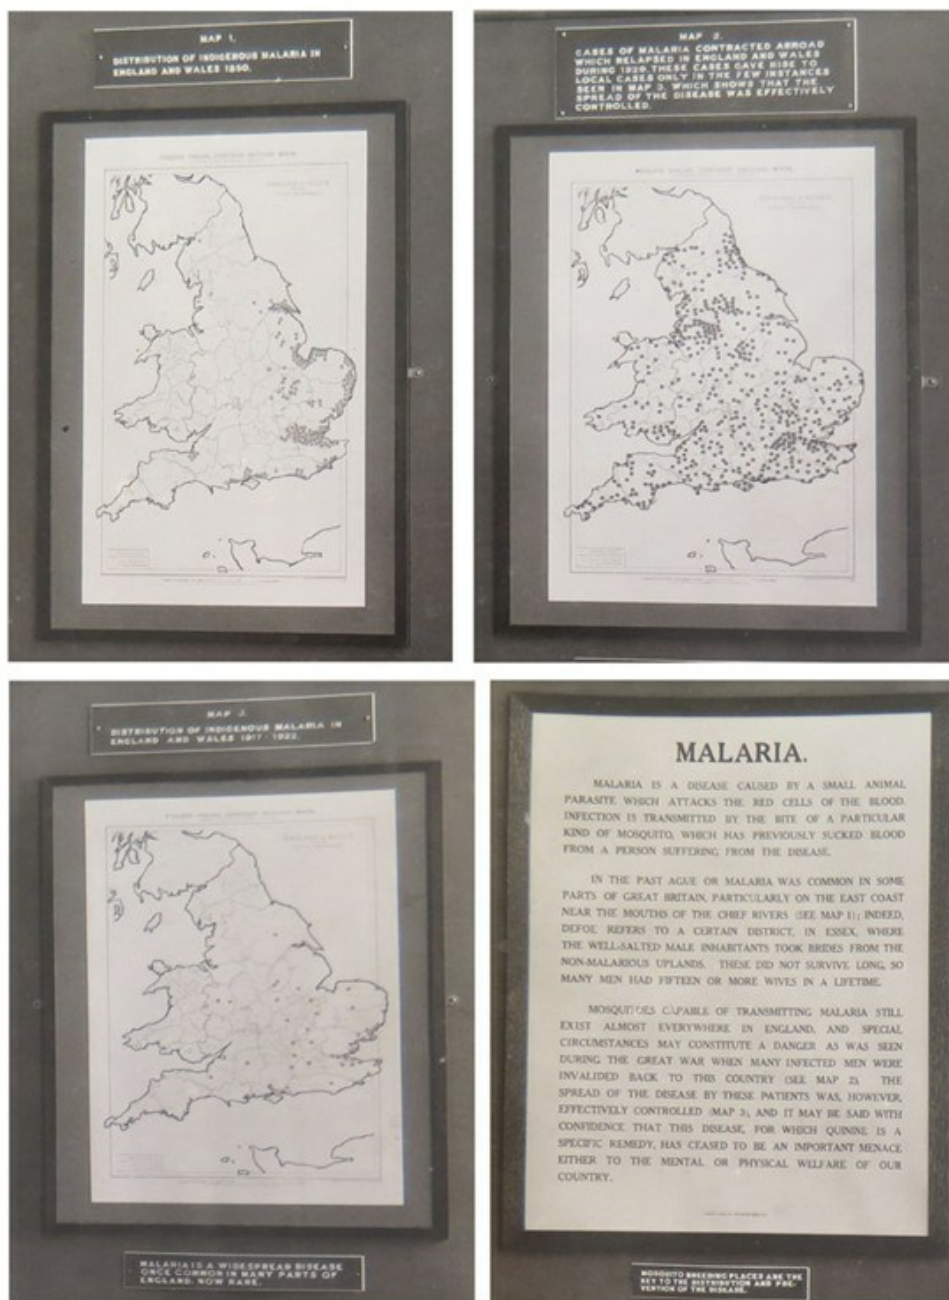 MAP 1.
DISTRIBUTION OF INDIGENOUS MALARIA IN
ENGLAND AND WALES 1860.
MAP 2.
CASES OF MALARIA CONTRACTED ABROAD
WHICH RELAPSED IN ENGLAND AND WALES
DURING 1920. THESE CASES GAVE RISE TO
LOCAL CASES ONLY IN THE FEW INSTANCES
SEEN IN MAP 3, WHICH SHOWS THAT THE
SPREAD OF THE DISEASE WAS EFFECTIVELY
CONTROLLED.
MAP 3.
DISTRIBUTION OF INDIGENOUS MALARIA IN
ENGLAND AND WALES 1917 - 1922.
MALARIA IS A WIDESPREAD DISEASE
ONCE COMMON IN MANY PARTS OF
ENGLAND. NOW RARE.
MALARIA.
MALARIA IS A DISEASE CAUSED BY A SMALL ANIMAL
PARASITE WHICH ATTACKS THE RED CELLS OF THE BLOOD.
INFECTION IS TRANSMITTED BY THE BITE OF A PARTICULAR
KIND OF MOSQUITO, WHICH HAS PREVIOUSLY SUCKED BLOOD
FROM A PERSON SUFFERING FROM THE DISEASE.
IN THE PAST AGUE OR MALARIA WAS COMMON IN SOME
PARTS OF GREAT BRITAIN, PARTICULARLY ON THE EAST COAST
NEAR THE MOUTHS OF THE CHIEF RIVERS (SEE MAP 1); INDEED,
DEFOE REFERS TO A CERTAIN DISTRICT, IN ESSEX, WHERE
THE WELL-SALTED MALE INHABITANTS TOOK BRIDES FROM THE
NON-MALARIOUS UPLANDS. THESE DID NOT SURVIVE LONG, SO
MANY MEN HAD FIFTEEN OR MORE WIVES IN A LIFETIME.
MOSQUITOES CAPABLE OF TRANSMITTING MALARIA STILL
EXIST ALMOST EVERYWHERE IN ENGLAND, AND SPECIAL
CIRCUMSTANCES MAY CONSTITUTE A DANGER AS WAS SEEN
DURING THE GREAT WAR WHEN MANY INFECTED MEN WERE
INVALIDED BACK TO THIS COUNTRY (SEE MAP 2). THE
SPREAD OF THE DISEASE BY THESE PATIENTS WAS, HOWEVER,
EFFECTIVELY CONTROLLED (MAP 3), AND IT MAY BE SAID WITH
CONFIDENCE THAT THIS DISEASE, FOR WHICH QUININE IS A
SPECIFIC REMEDY, HAS CEASED TO BE AN IMPORTANT MENACE
EITHER TO THE MENTAL OR PHYSICAL WELFARE OF OUR
COUNTRY.
MOSQUITO BREEDING PLACES ARE THE
KEY TO THE DISTRIBUTION AND PRE-
VENTION OF THE DISEASE.